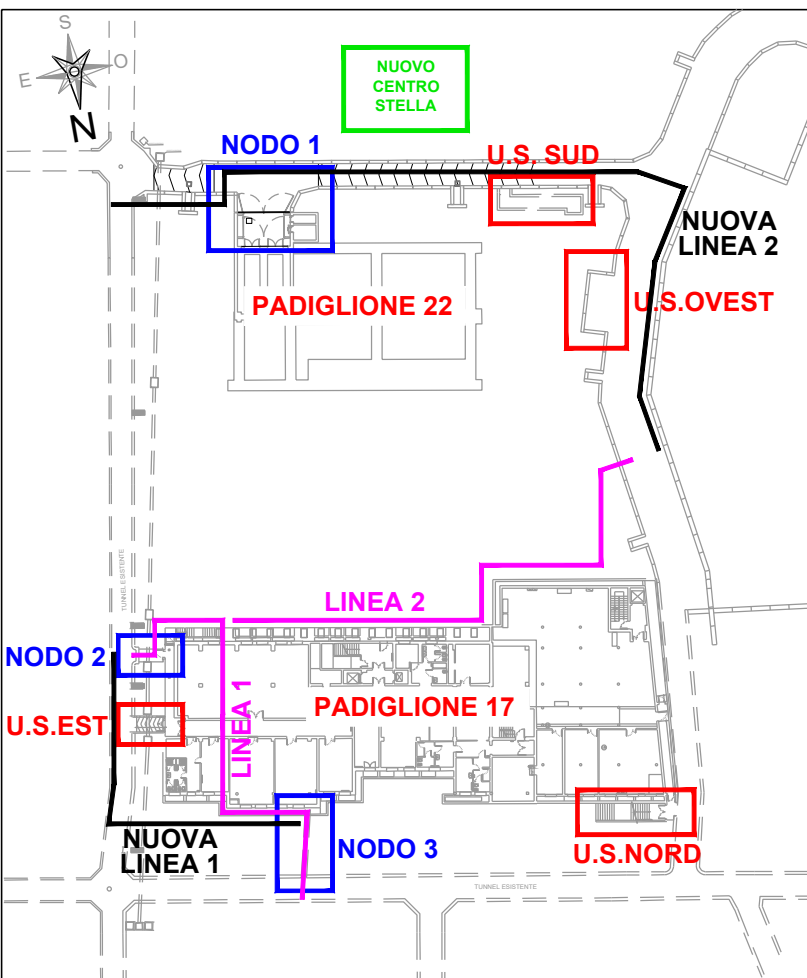 S
E
O
N
NUOVO
CENTRO
STELLA
NODO 1
U.S. SUD
NUOVA
LINEA 2
PADIGLIONE 22
U.S.OVEST
TUNNEL ESISTENTE
LINEA 2
NODO 2
U.S.EST
LINEA 1
PADIGLIONE 17
NUOVA
LINEA 1
NODO 3
U.S.NORD
TUNNEL ESISTENTE